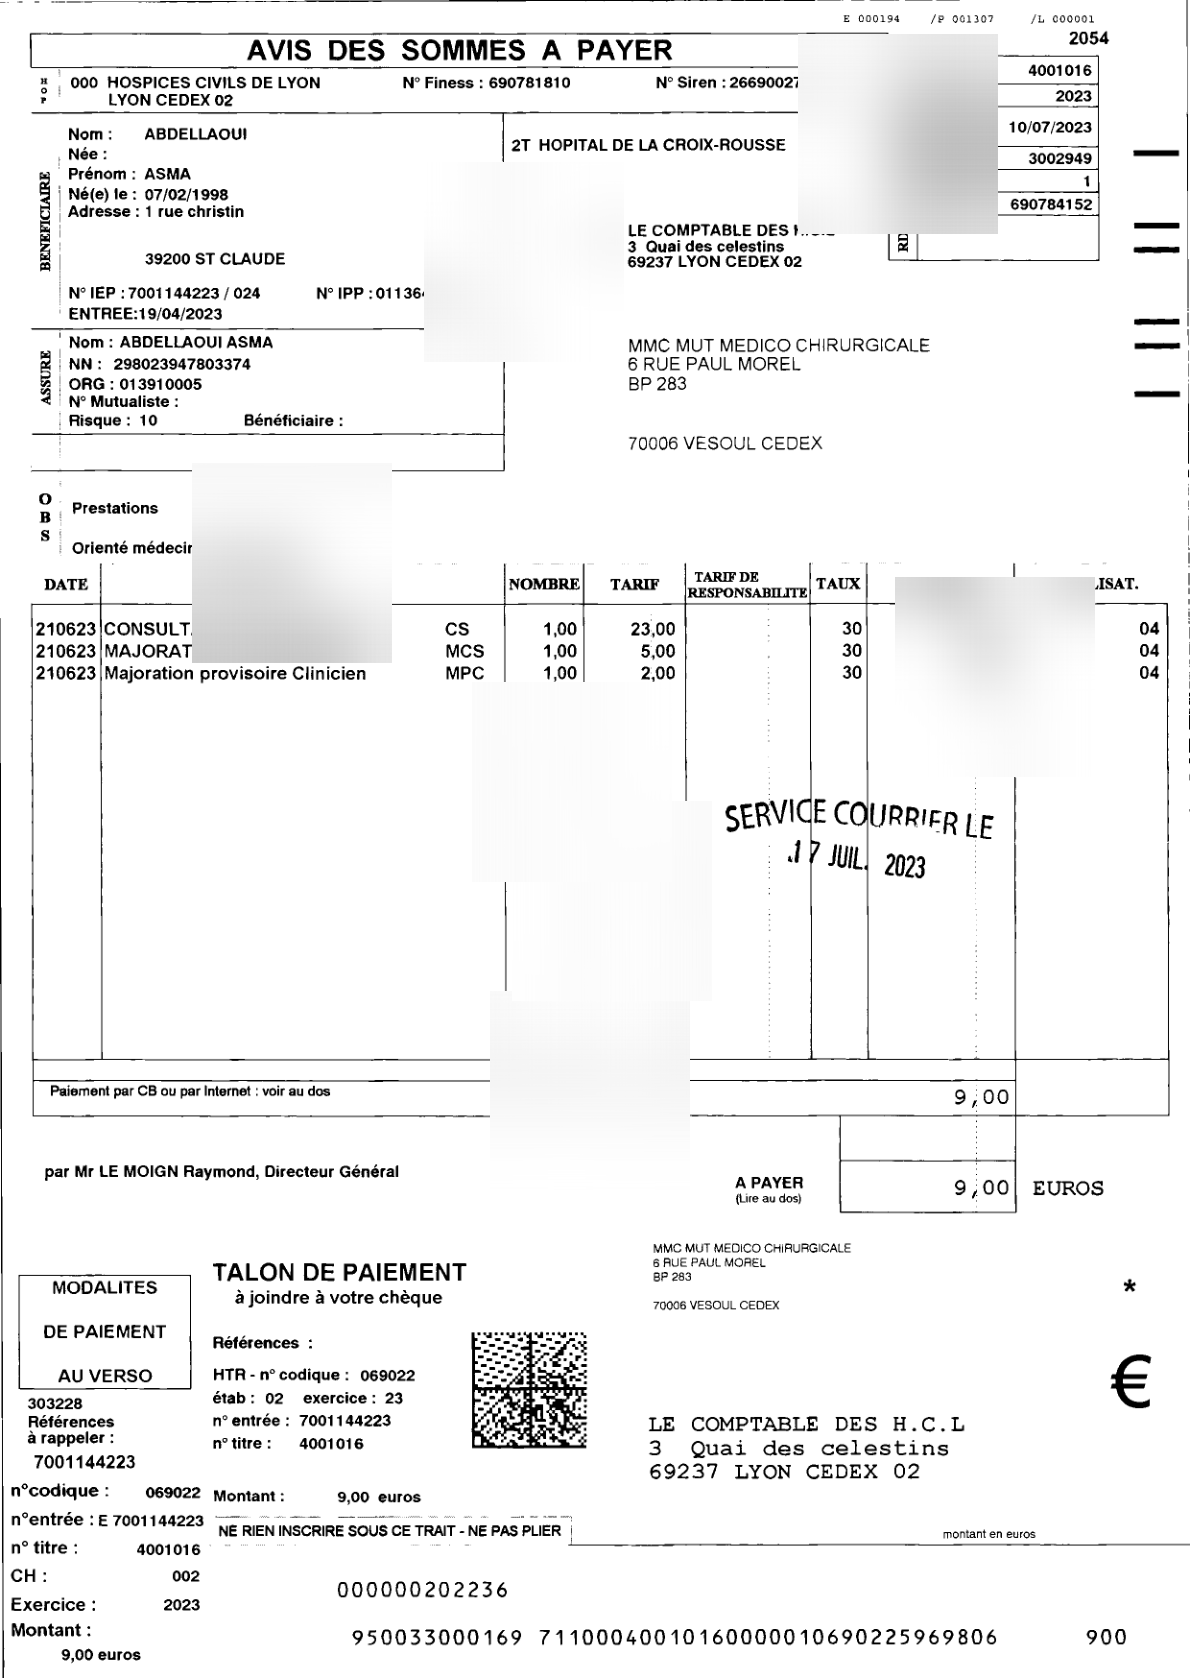 E 000194 /P 001307 /L 000001
2054
AVIS DES SOMMES A PAYER
HOP
000 HOSPICES CIVILS DE LYON N° Finess : 690781810 N° Siren : 26690027
LYON CEDEX 02
4001016
2023
10/07/2023
3002949
1
690784152
BENEFICIAIRE
Nom : ABDELLAOUI
Née :
Prénom : ASMA
Né(e) le : 07/02/1998
Adresse : 1 rue christin
39200 ST CLAUDE
N° IEP : 7001144223 / 024 N° IPP : 01136
ENTREE:19/04/2023
2T HOPITAL DE LA CROIX-ROUSSE
LE COMPTABLE DES
3 Quai des celestins
69237 LYON CEDEX 02
ASSURE
Nom : ABDELLAOUI ASMA
NN : 298023947803374
ORG : 013910005
N° Mutualiste :
Risque : 10 Bénéficiaire :
MMC MUT MEDICO CHIRURGICALE
6 RUE PAUL MOREL
BP 283
70006 VESOUL CEDEX
OBS
Prestations
Orienté
DATE NOMBRE TARIF TARIF DE RESPONSABILITE TAUX LISAT.
210623 CONSULT CS 1,00 23,00 30 04
210623 MAJORAT MCS 1,00 5,00 30 04
210623 Majoration provisoire Clinicien MPC 1,00 2,00 30 04
SERVICE COURRIER LE
17 JUIL. 2023
Paiement par CB ou par Internet : voir au dos 9,00
par Mr LE MOIGN Raymond, Directeur Général
A PAYER 9,00 EUROS
(Lire au dos)
MMC MUT MEDICO CHIRURGICALE
6 RUE PAUL MOREL
BP 283
70006 VESOUL CEDEX
*
€
MODALITES
DE PAIEMENT
AU VERSO
303228
Références
à rappeler :
7001144223
n°codique : 069022
n°entrée : E 7001144223
n° titre : 4001016
CH : 002
Exercice : 2023
Montant :
9,00 euros
TALON DE PAIEMENT
à joindre à votre chèque
Références :
HTR - n° codique : 069022
étab : 02 exercice : 23
n° entrée : 7001144223
n° titre : 4001016
Montant : 9,00 euros
LE COMPTABLE DES H.C.L
3 Quai des celestins
69237 LYON CEDEX 02
NE RIEN INSCRIRE SOUS CE TRAIT - NE PAS PLIER
montant en euros
000000202236
950033000169 71100040010160000010690225969806 900